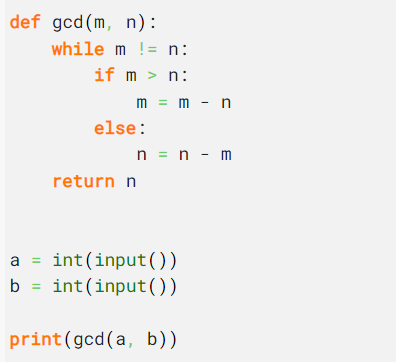 def gcd(m, n):
    while m != n:
        if m > n:
            m = m - n
        else:
            n = n - m
    return n
a = int(input())
b = int(input())
print(gcd(a, b))